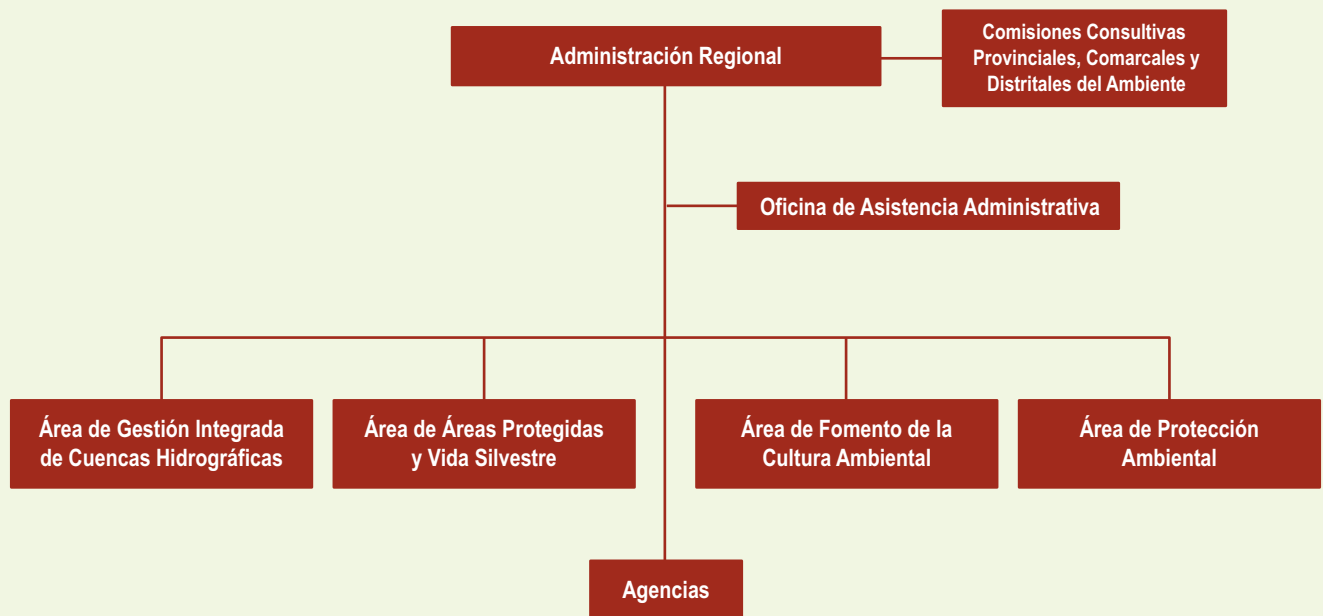 Administración Regional
Comisiones Consultivas
Provinciales, Comarcales y
Distritales del Ambiente
Oficina de Asistencia Administrativa
Área de Gestión Integrada
de Cuencas Hidrográficas
Área de Áreas Protegidas
y Vida Silvestre
Área de Fomento de la
Cultura Ambiental
Área de Protección
Ambiental
Agencias